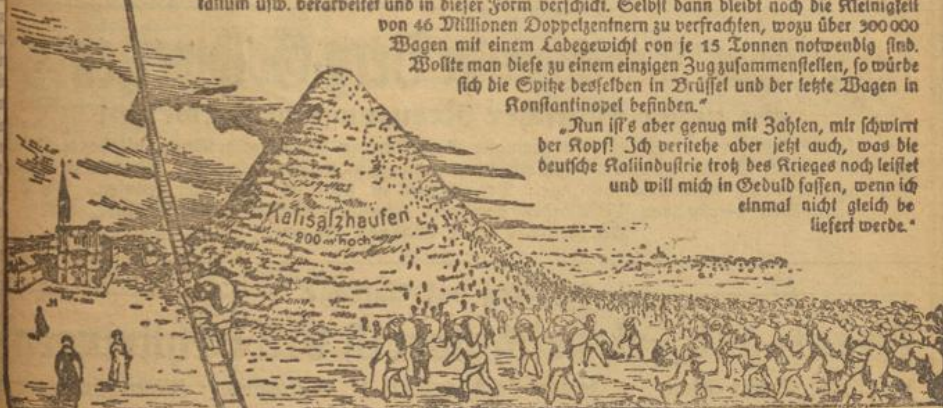 usw. verarbeitet und in dieser Form verschickt. Selbst dann bleibt noch die Kleinigkeit
von 46 Millionen Doppelzentnern zu verfrachten, wozu über 300 000
Wagen mit einem Ladegewicht von je 15 Tonnen notwendig sind.
Wollte man diese zu einem einzigen Zug zusammenstellen, so würde
sich die Spitze desselben in Brüssel und der letzte Wagen in
Konstantinopel befinden.“
„Nun ist's aber genug mit Zahlen, mir schwirrt
der Kopf! Ich verstehe aber jetzt auch, was die
deutsche Kaliindustrie trotz des Krieges noch leistet
und will mich in Geduld fassen, wenn ich
einmal nicht gleich be
liefert werde.“
Kalisalzhaufen
200 m hoch